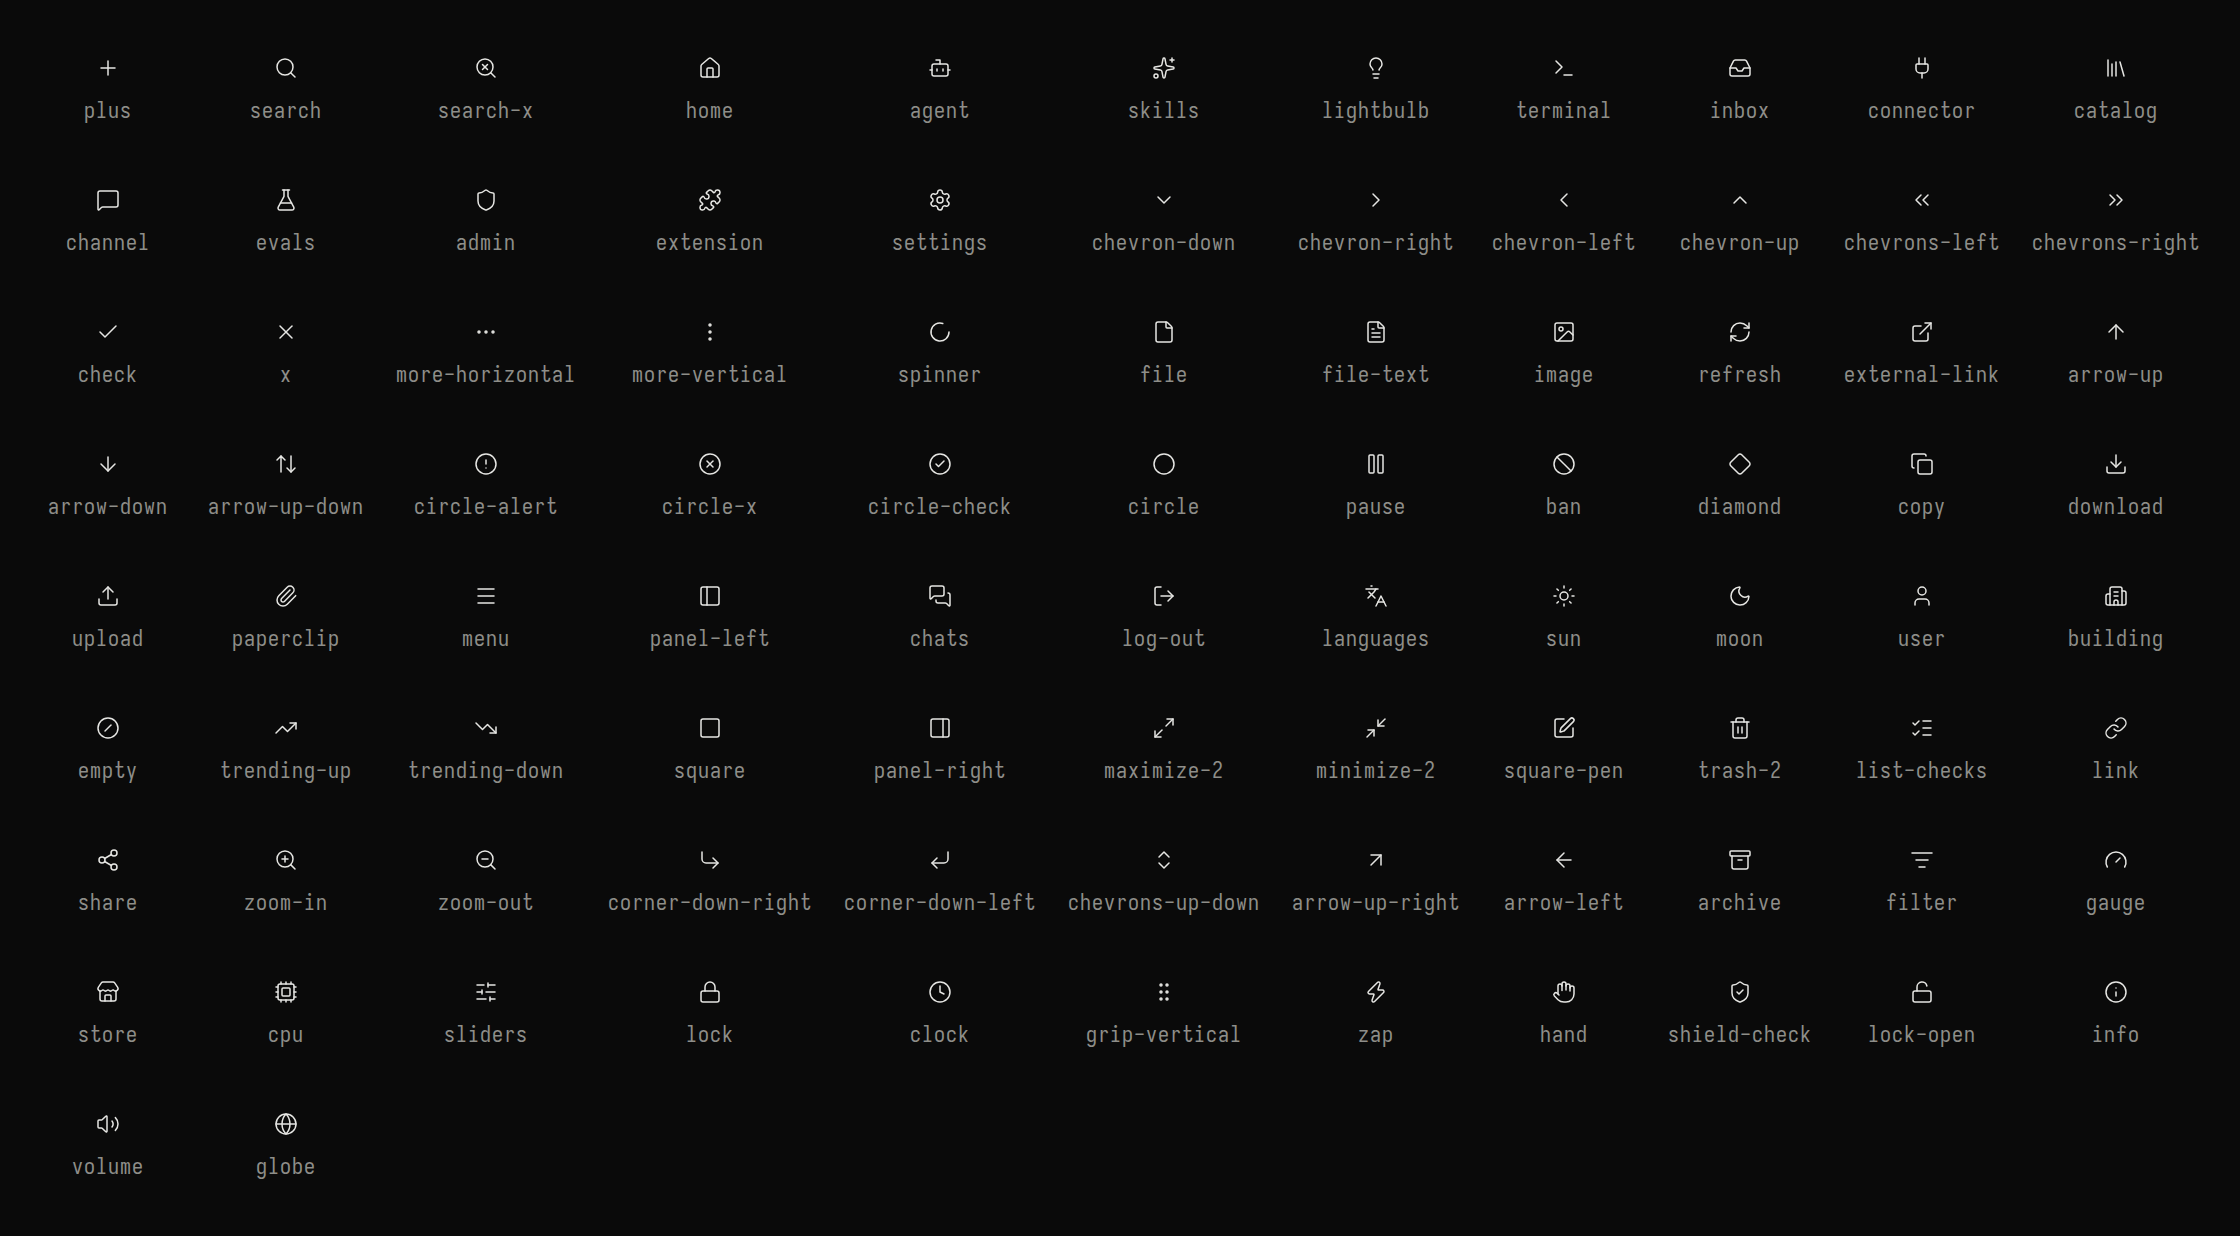 plus search search-x home agent skills lightbulb terminal inbox connector catalog
channel evals admin extension settings chevron-down chevron-right chevron-left chevron-up chevrons-left chevrons-right
check x more-horizontal more-vertical spinner file file-text image refresh external-link arrow-up
arrow-down arrow-up-down circle-alert circle-x circle-check circle pause ban diamond copy download
upload paperclip menu panel-left chats log-out languages sun moon user building
empty trending-up trending-down square panel-right maximize-2 minimize-2 square-pen trash-2 list-checks link
share zoom-in zoom-out corner-down-right corner-down-left chevrons-up-down arrow-up-right arrow-left archive filter gauge
store cpu sliders lock clock grip-vertical zap hand shield-check lock-open info
volume globe